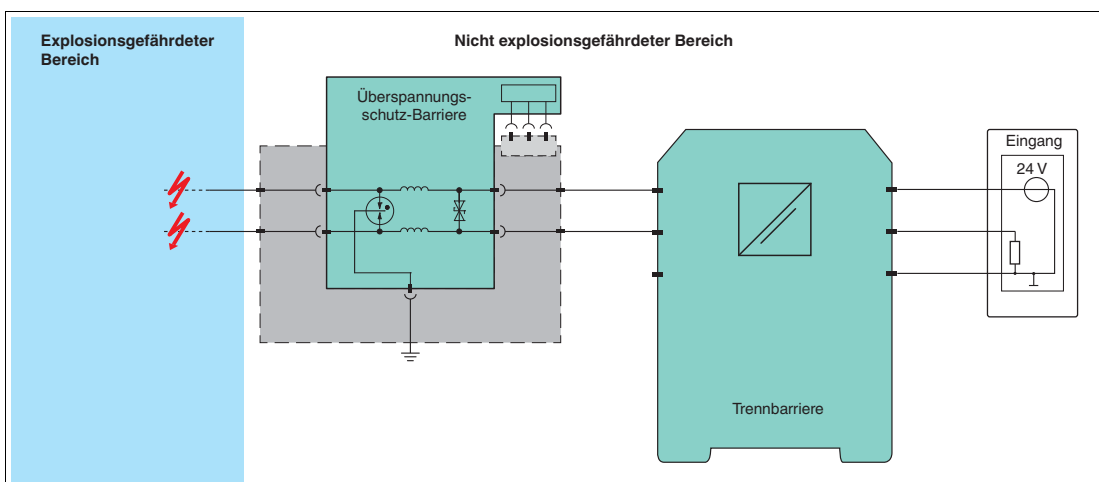 Explosionsgefährdeter
Bereich
Nicht explosionsgefährdeter Bereich
Überspannungs-
schutz-Barriere
Eingang
24 V
Trennbarriere